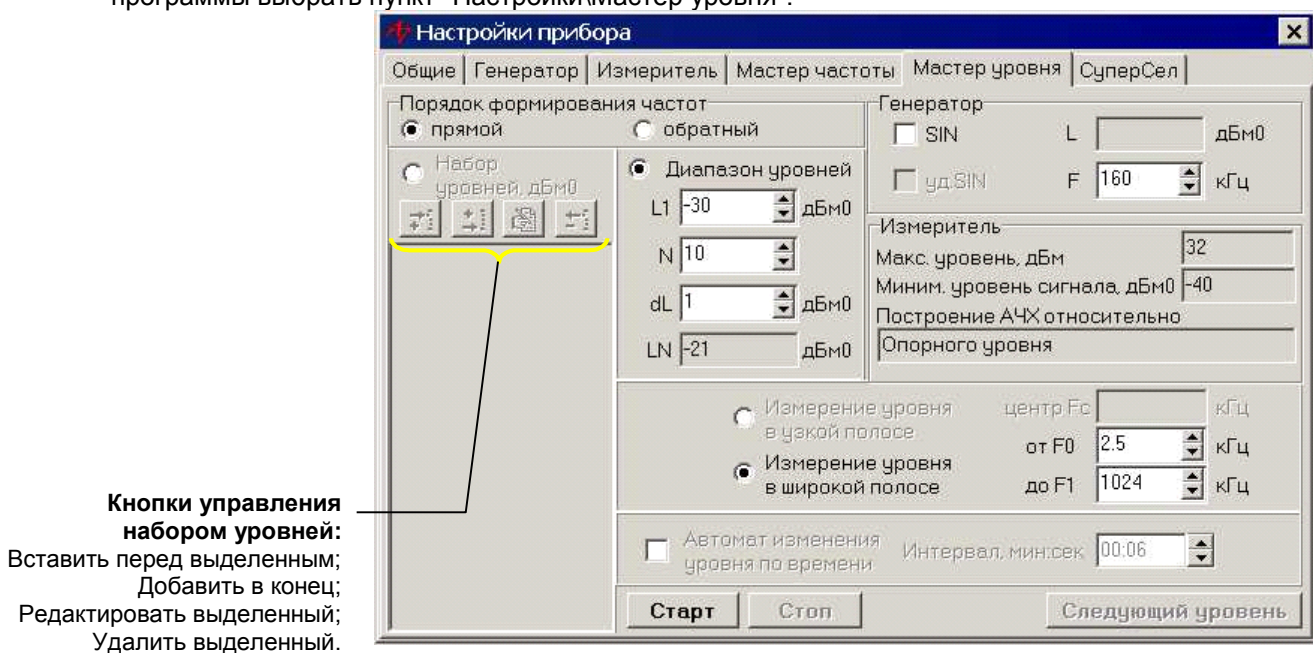 программы выбрать пункт "Настройки\Мастер уровня".
Настройки прибора
Общие Генератор Измеритель Мастер частоты Мастер уровня СуперСел
Порядок формирования частот
прямой обратный
Набор
уровней, дБм0
Диапазон уровней
L1 -30 дБм0
N 10
dL 1 дБм0
LN -21 дБм0
Генератор
SIN L дБм0
уд.SIN F 160 кГц
Измеритель
Макс. уровень, дБм 32
Миним. уровень сигнала, дБм0 -40
Построение АЧХ относительно
Опорного уровня
Измерение уровня
в узкой полосе
центр Fc кГц
от F0 2.5 кГц
Измерение уровня
в широкой полосе
до F1 1024 кГц
Автомат изменения
уровня по времени
Интервал, мин:сек 00:06
Старт Стоп Следующий уровень
Кнопки управления
набором уровней:
Вставить перед выделенным;
Добавить в конец;
Редактировать выделенный;
Удалить выделенный.